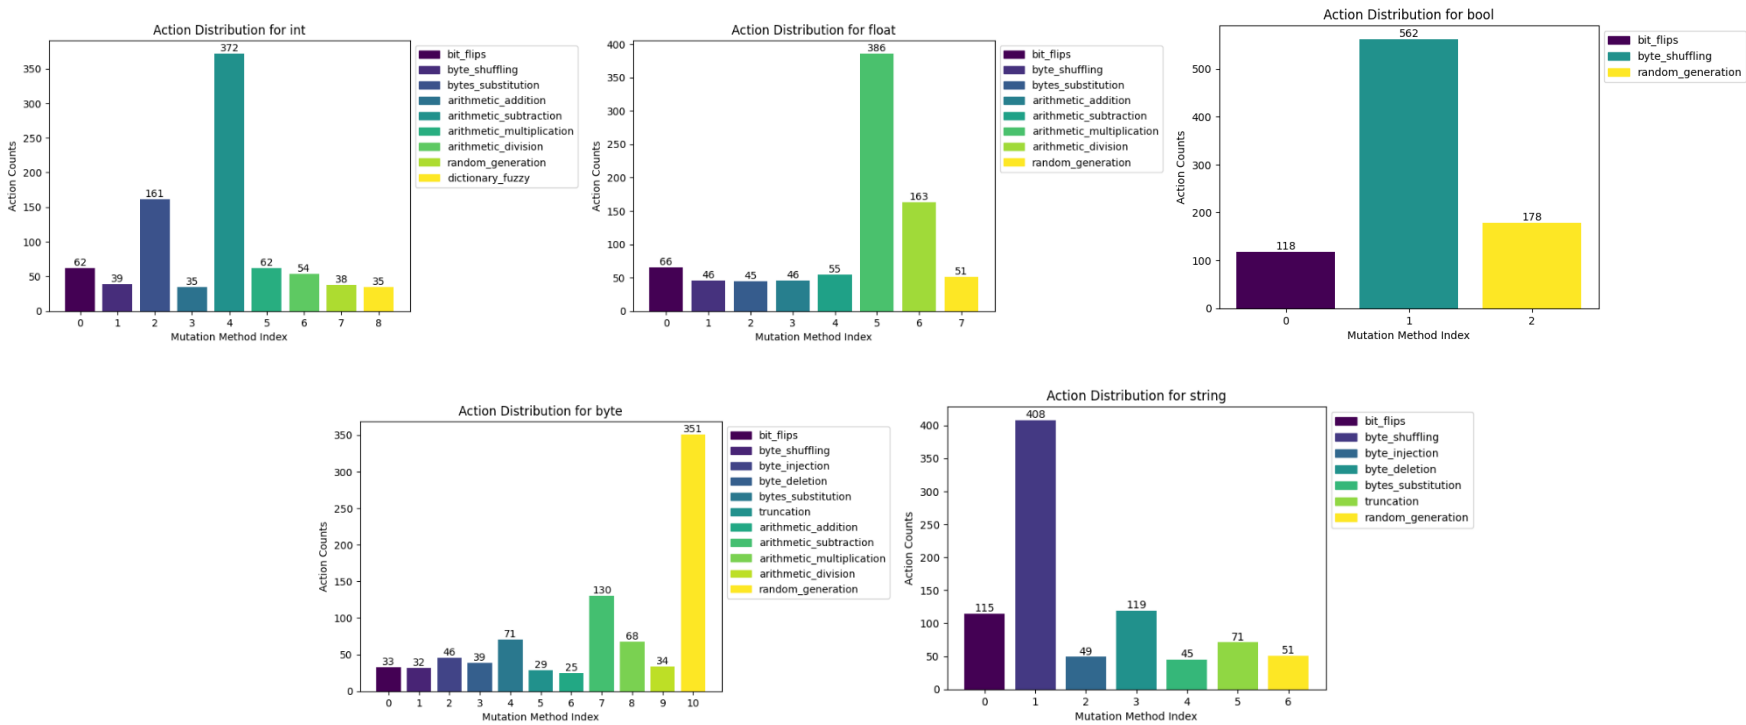 Action Distribution for int
372
161
62
39
35
62
54
38
35
350
300
250
200
150
100
50
0
Action Counts
0 1 2 3 4 5 6 7 8
Mutation Method Index
bit_flips
byte_shuffling
bytes_substitution
arithmetic_addition
arithmetic_subtraction
arithmetic_multiplication
arithmetic_division
random_generation
dictionary_fuzzy
Action Distribution for float
386
163
66
46
45
46
55
51
400
350
300
250
200
150
100
50
0
Action Counts
0 1 2 3 4 5 6 7
Mutation Method Index
bit_flips
byte_shuffling
bytes_substitution
arithmetic_addition
arithmetic_subtraction
arithmetic_multiplication
arithmetic_division
random_generation
Action Distribution for bool
562
118
178
500
400
300
200
100
0
Action Counts
0 1 2
Mutation Method Index
bit_flips
byte_shuffling
random_generation
Action Distribution for byte
351
130
33
32
46
39
71
29
25
68
34
350
300
250
200
150
100
50
0
Action Counts
0 1 2 3 4 5 6 7 8 9 10
Mutation Method Index
bit_flips
byte_shuffling
byte_injection
byte_deletion
bytes_substitution
truncation
arithmetic_addition
arithmetic_subtraction
arithmetic_multiplication
arithmetic_division
random_generation
Action Distribution for string
408
115
49
119
45
71
51
400
350
300
250
200
150
100
50
0
Action Counts
0 1 2 3 4 5 6
Mutation Method Index
bit_flips
byte_shuffling
byte_injection
byte_deletion
bytes_substitution
truncation
random_generation